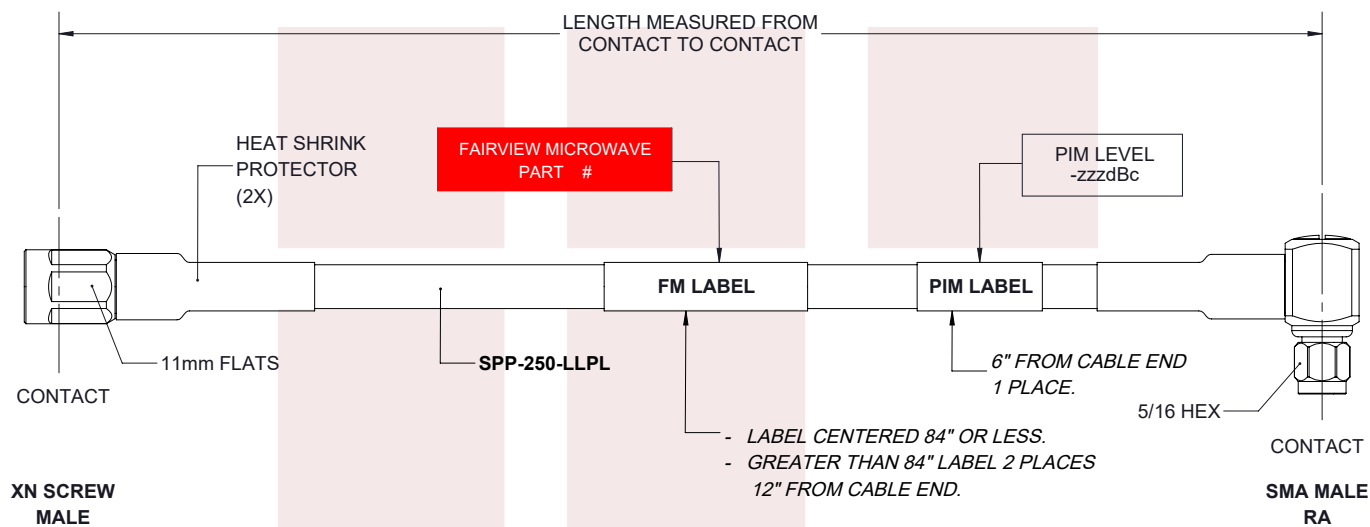 LENGTH MEASURED FROM
CONTACT TO CONTACT
HEAT SHRINK
PROTECTOR
(2X)
FAIRVIEW MICROWAVE
PART #
PIM LEVEL
-zzzdBc
FM LABEL
PIM LABEL
11mm FLATS
SPP-250-LLPL
6" FROM CABLE END
1 PLACE.
5/16 HEX
CONTACT
- LABEL CENTERED 84" OR LESS.
- GREATER THAN 84" LABEL 2 PLACES
12" FROM CABLE END.
CONTACT
XN SCREW
MALE
SMA MALE
RA